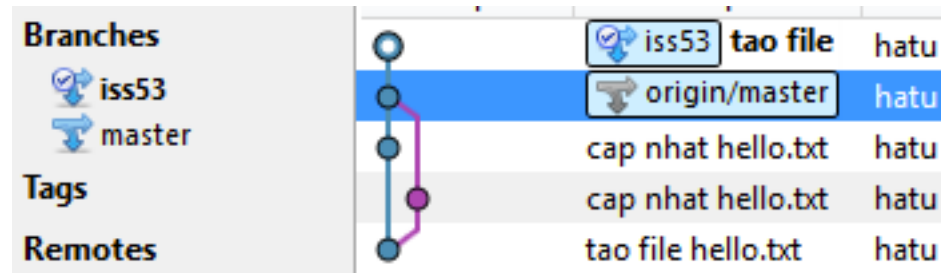 Branches
iss53
master
Tags
Remotes
iss53 tao file hatu
origin/master hatu
cap nhat hello.txt hatu
cap nhat hello.txt hatu
tao file hello.txt hatu